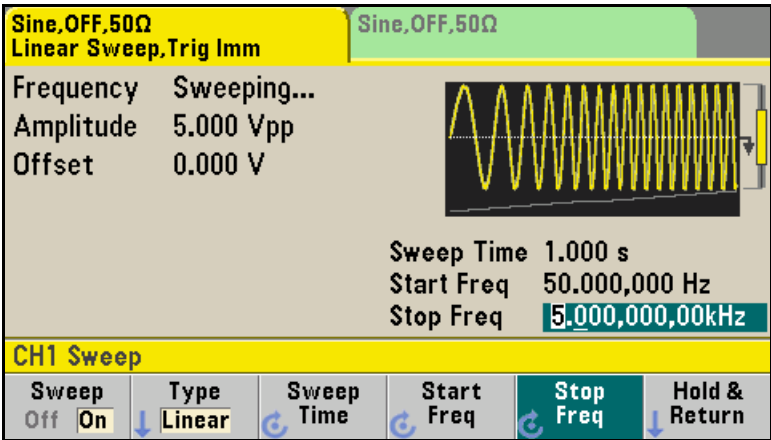 Sine,OFF,50Ω
Linear Sweep,Trig Imm
Sine,OFF,50Ω
Frequency Sweeping...
Amplitude 5.000 Vpp
Offset 0.000 V
Sweep Time 1.000 s
Start Freq 50.000,000 Hz
Stop Freq 5.000,000,00kHz
CH1 Sweep
Sweep
Off On
Type
Linear
Sweep
Time
Start
Freq
Stop
Freq
Hold &
Return